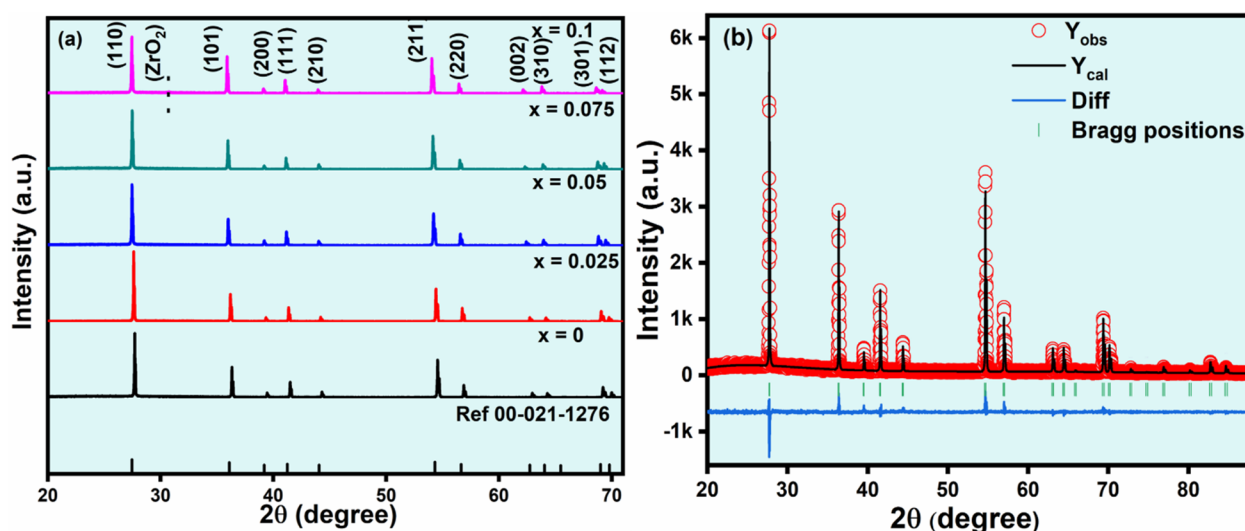 (a)
(110)
(ZrO2)
(101)
(200)
(111)
(210)
(211)
(220)
(002)
(310)
(301)
(112)
x = 0.1
x = 0.075
x = 0.05
x = 0.025
x = 0
Ref 00-021-1276
Intensity (a.u.)
20 30 40 50 60 70
2θ (degree)
(b)
Yobs
Ycal
Diff
Bragg positions
6k
5k
4k
3k
2k
1k
0
-1k
Intensity (a.u.)
20 30 40 50 60 70 80
2θ (degree)